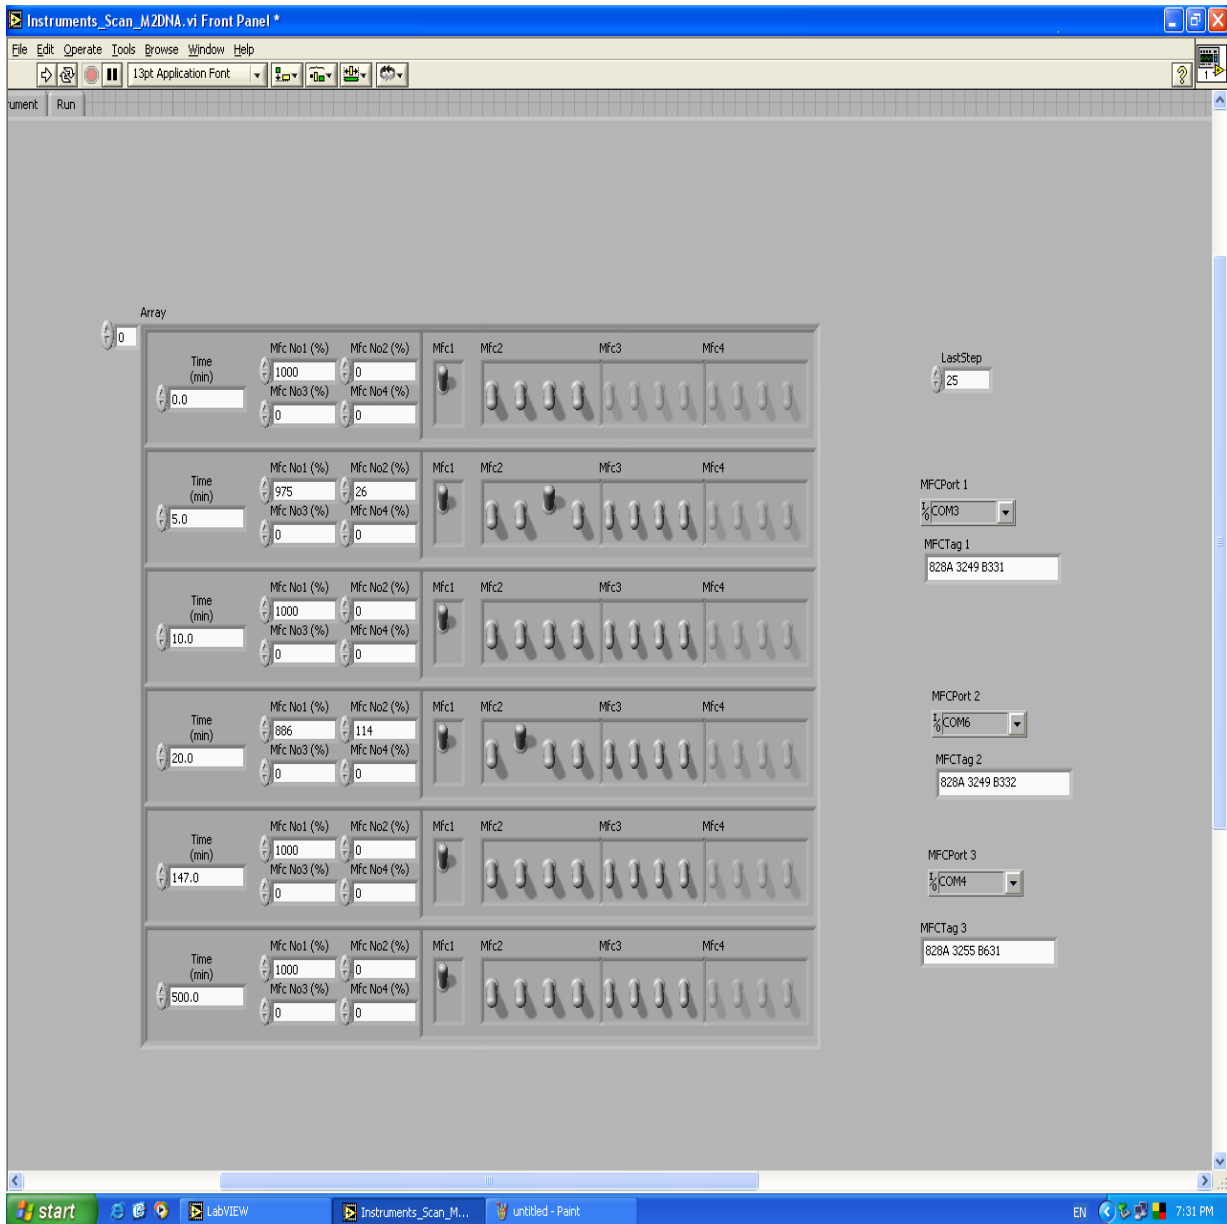 Instruments_Scan_M2DNA.vi Front Panel *
File Edit Operate Tools Browse Window Help
13pt Application Font
1
rument Run
Array
0
Time (min) 0.0
Mfc No1 (%) 1000 Mfc No2 (%) 0
Mfc No3 (%) 0 Mfc No4 (%) 0
Mfc1 Mfc2 Mfc3 Mfc4
Time (min) 5.0
Mfc No1 (%) 975 Mfc No2 (%) 26
Mfc No3 (%) 0 Mfc No4 (%) 0
Mfc1 Mfc2 Mfc3 Mfc4
Time (min) 10.0
Mfc No1 (%) 1000 Mfc No2 (%) 0
Mfc No3 (%) 0 Mfc No4 (%) 0
Mfc1 Mfc2 Mfc3 Mfc4
Time (min) 20.0
Mfc No1 (%) 886 Mfc No2 (%) 114
Mfc No3 (%) 0 Mfc No4 (%) 0
Mfc1 Mfc2 Mfc3 Mfc4
Time (min) 147.0
Mfc No1 (%) 1000 Mfc No2 (%) 0
Mfc No3 (%) 0 Mfc No4 (%) 0
Mfc1 Mfc2 Mfc3 Mfc4
Time (min) 500.0
Mfc No1 (%) 1000 Mfc No2 (%) 0
Mfc No3 (%) 0 Mfc No4 (%) 0
Mfc1 Mfc2 Mfc3 Mfc4
LastStep
25
MFCPort 1
I/O COM3
MFCTag 1
828A 3249 B331
MFCPort 2
I/O COM6
MFCTag 2
828A 3249 B332
MFCPort 3
I/O COM4
MFCTag 3
828A 3255 B631
start LabVIEW Instruments_Scan_M... untitled - Paint EN 7:31 PM